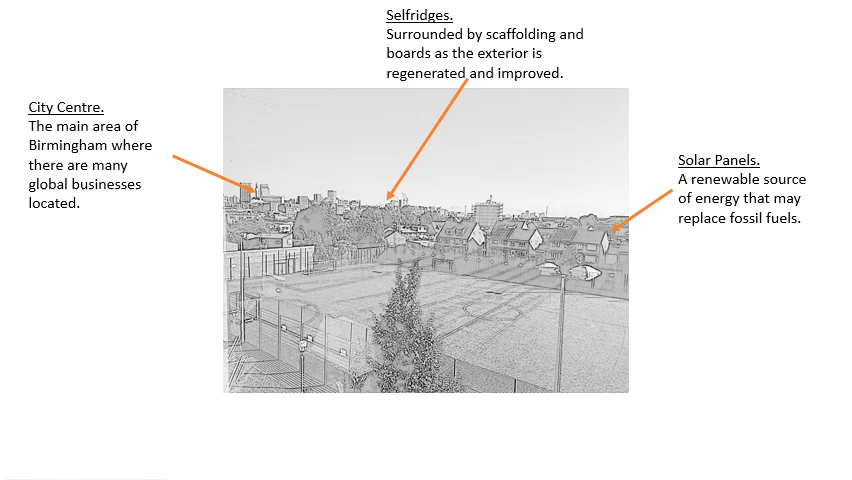 Selfridges.
Surrounded by scaffolding and
boards as the exterior is
regenerated and improved.
City Centre.
The main area of
Birmingham where
there are many
global businesses
located.
Solar Panels.
A renewable source
of energy that may
replace fossil fuels.